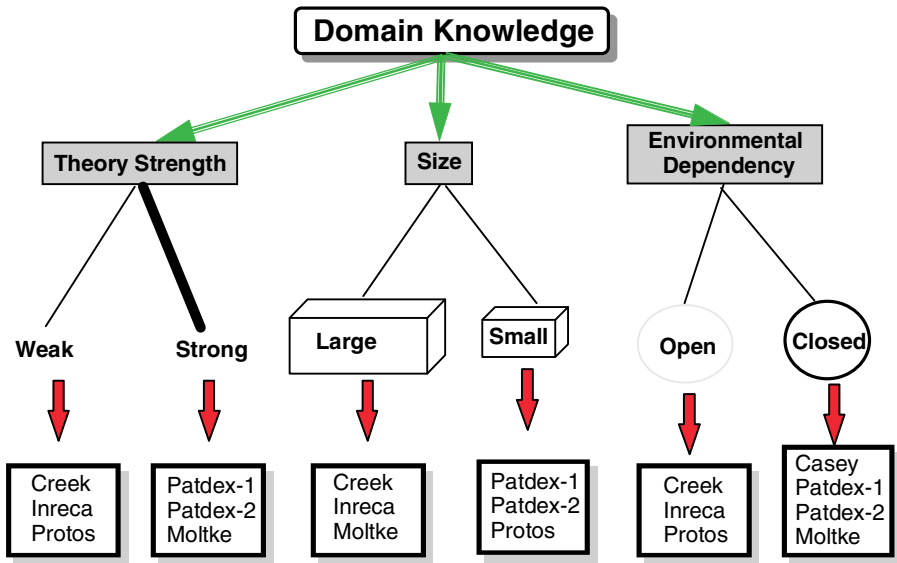 Domain Knowledge
Theory Strength
Size
Environmental
Dependency
Weak
Strong
Large
Small
Open
Closed
Creek
Inreca
Protos
Patdex-1
Patdex-2
Moltke
Creek
Inreca
Moltke
Patdex-1
Patdex-2
Protos
Creek
Inreca
Protos
Casey
Patdex-1
Patdex-2
Moltke